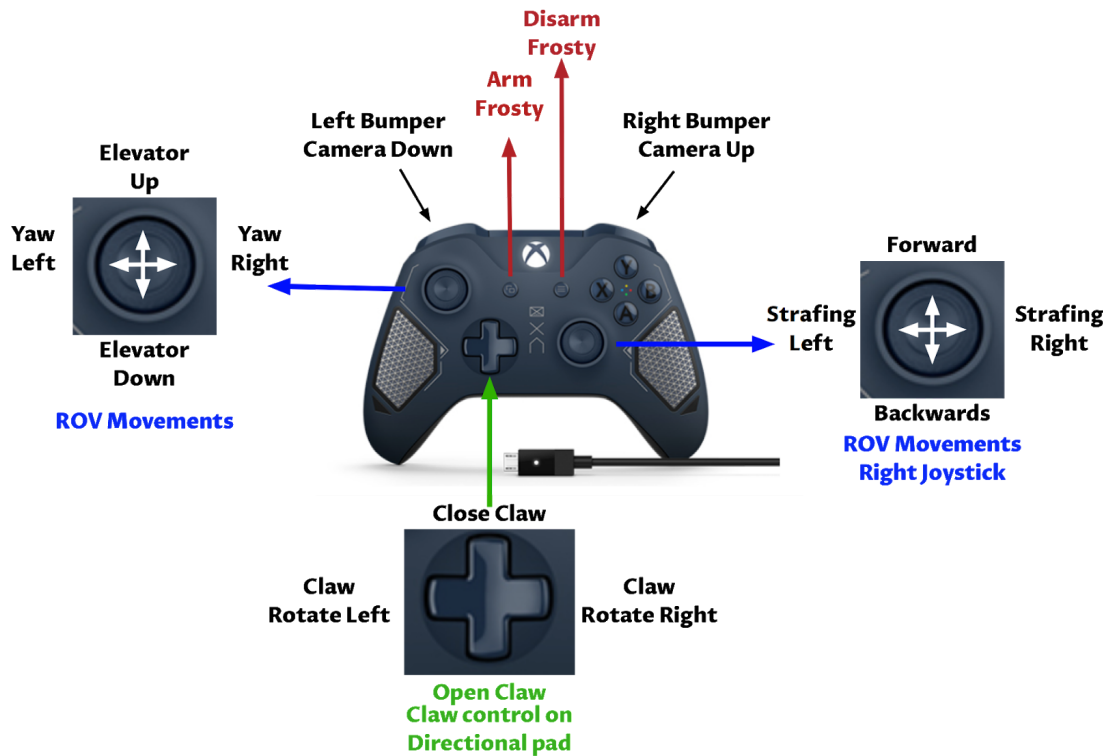 Disarm
Frosty
Arm
Frosty
Left Bumper
Camera Down
Right Bumper
Camera Up
Elevator
Up
Yaw
Left
Yaw
Right
Elevator
Down
ROV Movements
Y
X
B
A
Forward
Strafing
Left
Strafing
Right
Backwards
ROV Movements
Right Joystick
Close Claw
Claw
Rotate Left
Claw
Rotate Right
Open Claw
Claw control on
Directional pad